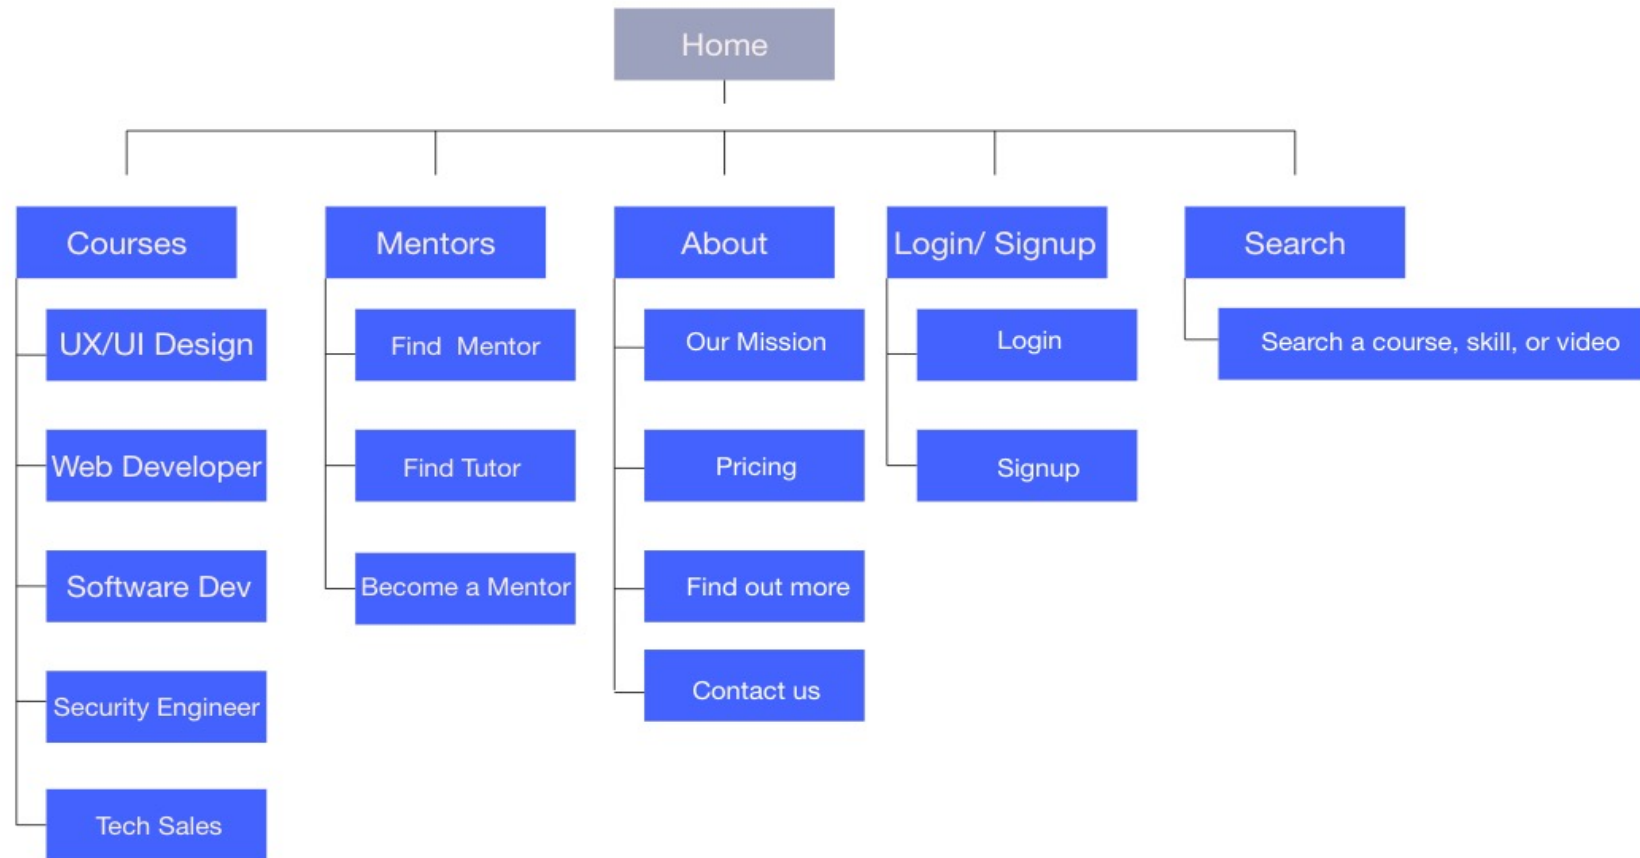 Home
Courses
Mentors
About
Login/ Signup
Search
UX/UI Design
Web Developer
Software Dev
Security Engineer
Tech Sales
Find Mentor
Find Tutor
Become a Mentor
Our Mission
Pricing
Find out more
Contact us
Login
Signup
Search a course, skill, or video